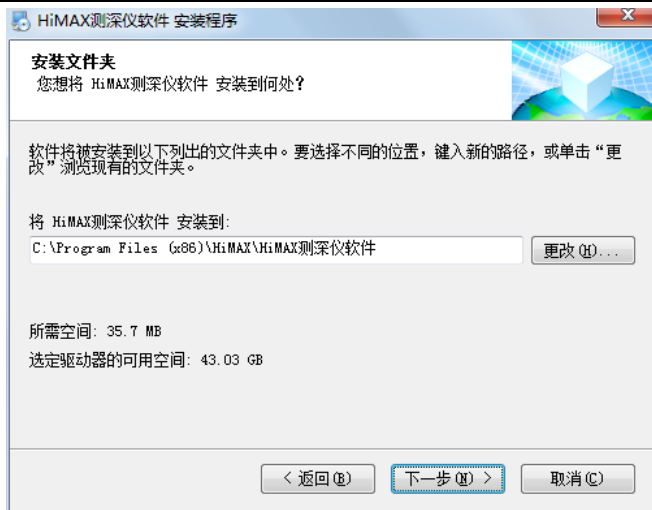 HiMAX测深仪软件 安装程序
安装文件夹
您想将 HiMAX测深仪软件 安装到何处?
软件将被安装到以下列出的文件夹中。要选择不同的位置，键入新的路径，或单击“更
改”浏览现有的文件夹。
将 HiMAX测深仪软件 安装到:
C:\Program Files (x86)\HiMAX\HiMAX测深仪软件
更改(H)...
所需空间: 35.7 MB
选定驱动器的可用空间: 43.03 GB
< 返回(B) 下一步(N) > 取消(C)